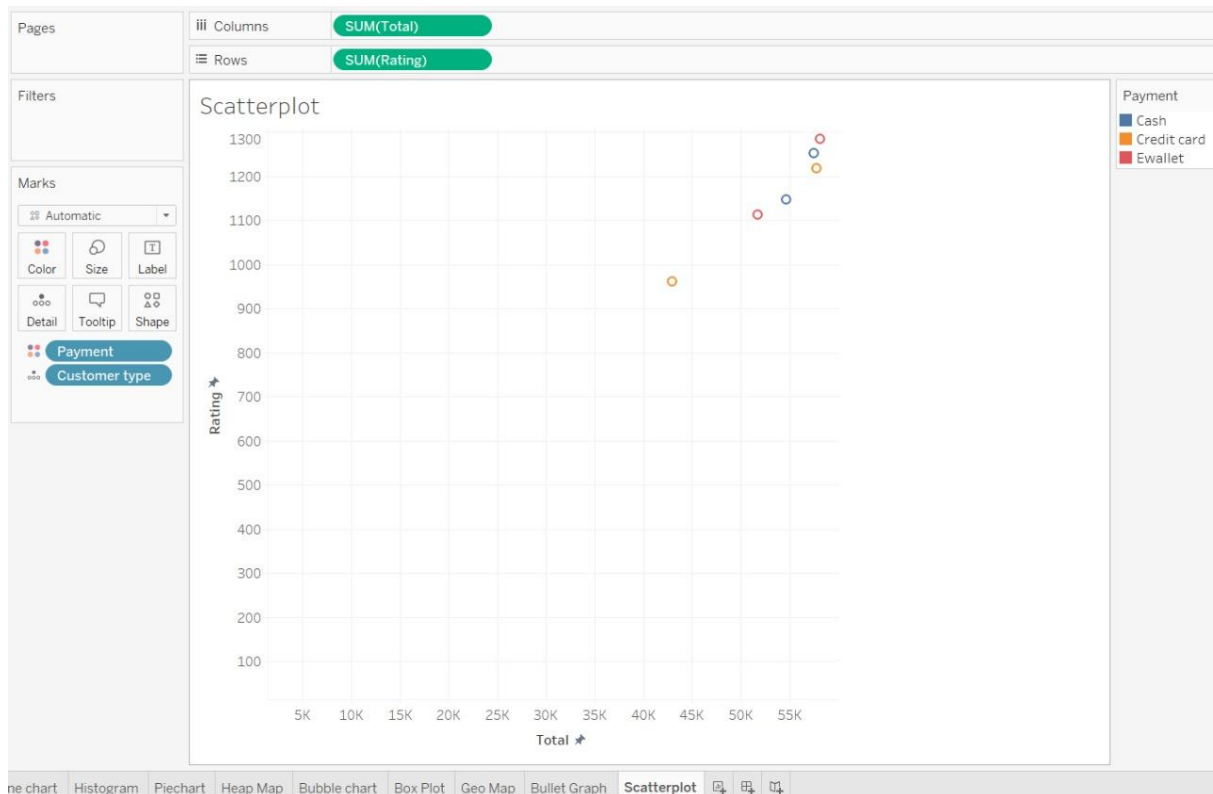 Pages
Columns
SUM(Total)
Rows
SUM(Rating)
Filters
Marks
Automatic
Color
Size
Label
Detail
Tooltip
Shape
Payment
Customer type
Scatterplot
1300
1200
1100
1000
900
800
700
600
500
400
300
200
100
Rating
5K 10K 15K 20K 25K 30K 35K 40K 45K 50K 55K
Total
Payment
Cash
Credit card
Ewallet
ne chart Histogram Piechart Heap Map Bubble chart Box Plot Geo Map Bullet Graph Scatterplot